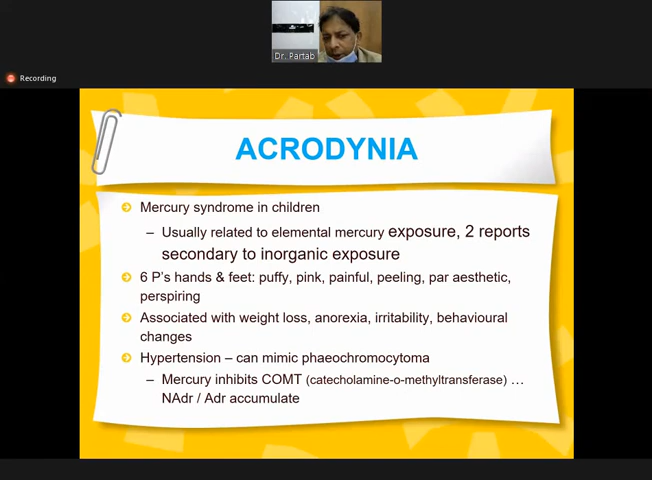 Dr. Partab
Recording
ACRODYNIA
Mercury syndrome in children
– Usually related to elemental mercury exposure, 2 reports
secondary to inorganic exposure
6 P's hands & feet: puffy, pink, painful, peeling, par aesthetic,
perspiring
Associated with weight loss, anorexia, irritability, behavioural
changes
Hypertension – can mimic phaeochromocytoma
– Mercury inhibits COMT (catecholamine-o-methyltransferase) …
NAdr / Adr accumulate